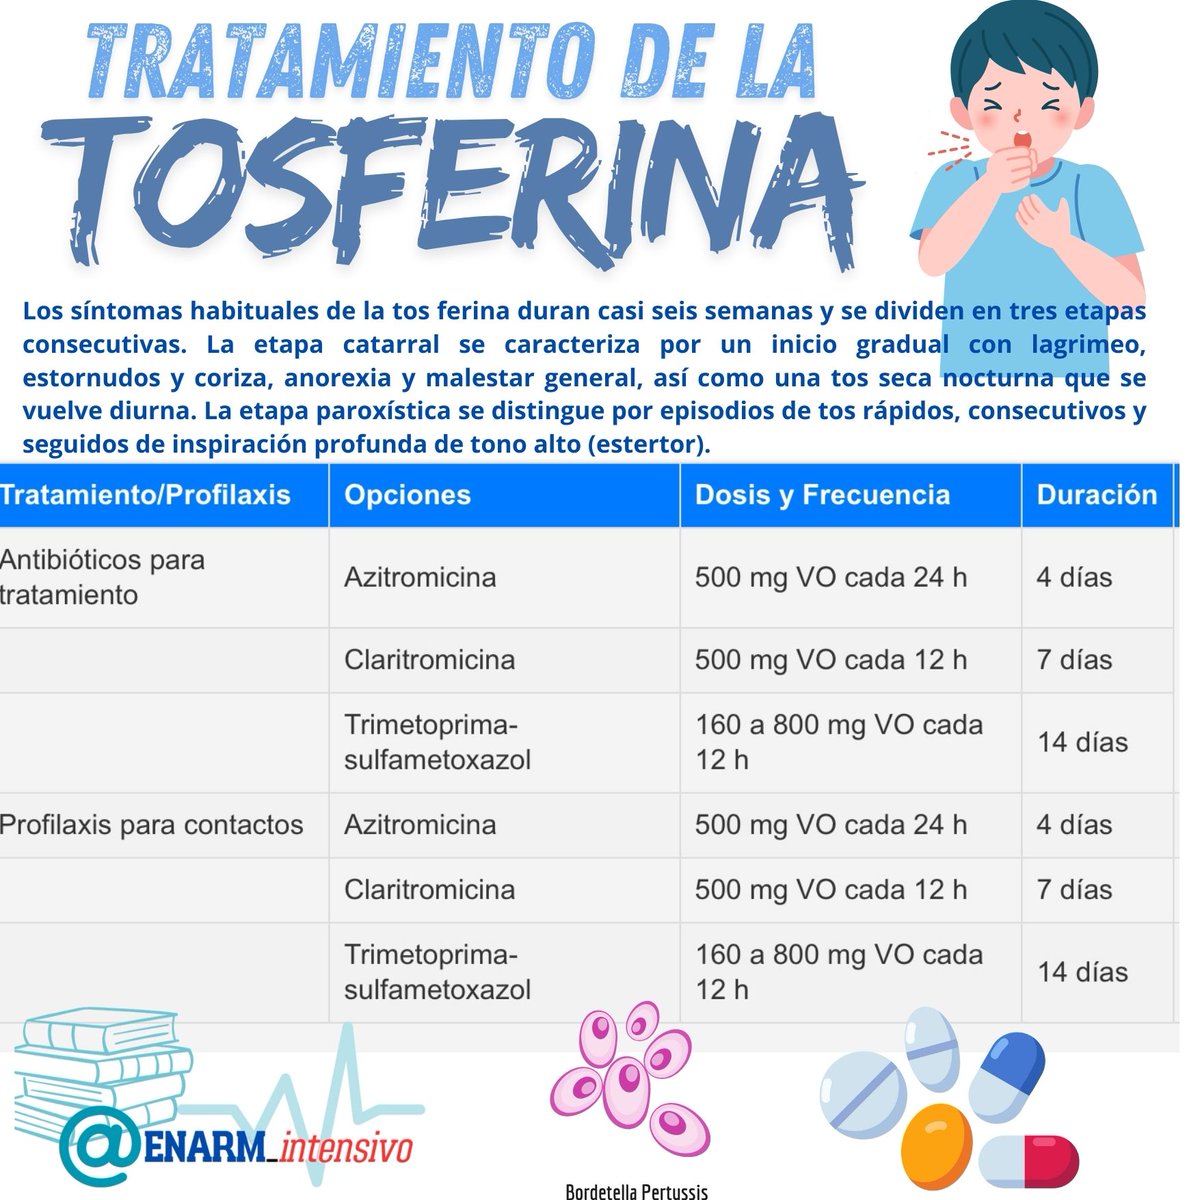 TRATAMIENTO DE LA
TOSFERINA
Los síntomas habituales de la tos ferina duran casi seis semanas y se dividen en tres etapas
consecutivas. La etapa catarral se caracteriza por un inicio gradual con lagrimeo,
estornudos y coriza, anorexia y malestar general, así como una tos seca nocturna que se
vuelve diurna. La etapa paroxística se distingue por episodios de tos rápidos, consecutivos y
seguidos de inspiración profunda de tono alto (estertor).
Tratamiento/Profilaxis Opciones Dosis y Frecuencia Duración
Antibióticos para
tratamiento
Azitromicina 500 mg VO cada 24 h 4 días
Claritromicina 500 mg VO cada 12 h 7 días
Trimetoprima-
sulfametoxazol
160 a 800 mg VO cada
12 h
14 días
Profilaxis para contactos Azitromicina 500 mg VO cada 24 h 4 días
Claritromicina 500 mg VO cada 12 h 7 días
Trimetoprima-
sulfametoxazol
160 a 800 mg VO cada
12 h
14 días
@ENARM_intensivo
Bordetella Pertussis